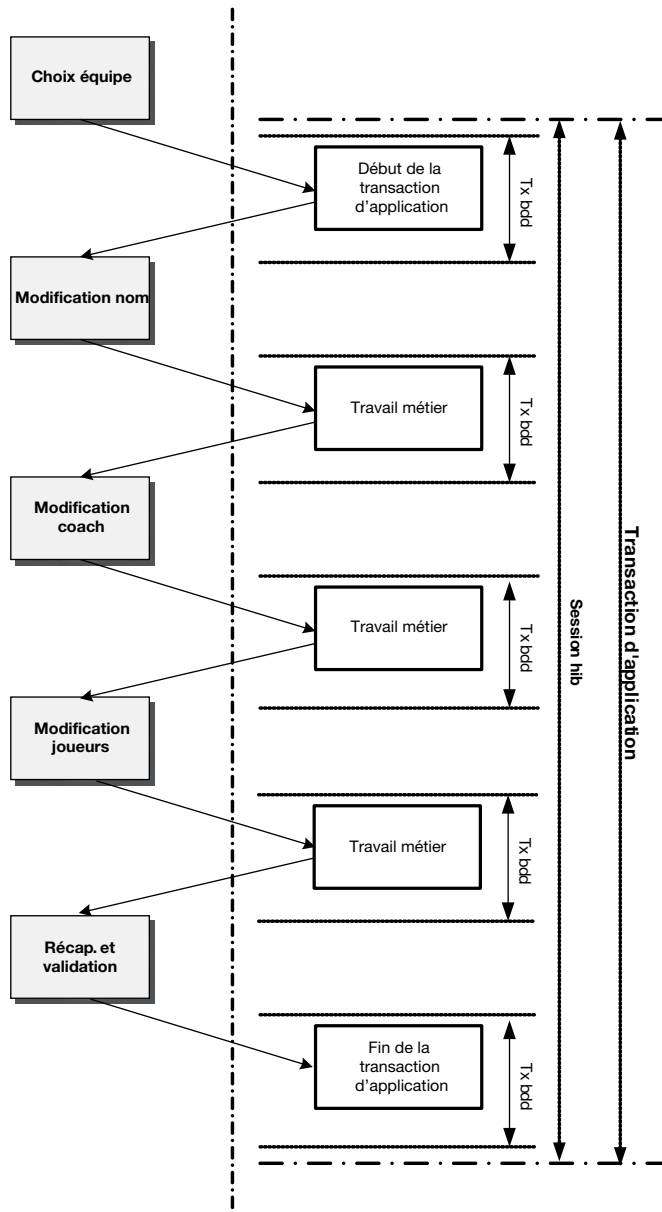 Choix équipe
Début de la
transaction
d'application
Tx bdd
Modification nom
Travail métier
Tx bdd
Modification
coach
Travail métier
Tx bdd
Session hib
Transaction d'application
Modification
joueurs
Travail métier
Tx bdd
Récap. et
validation
Fin de la
transaction
d'application
Tx bdd